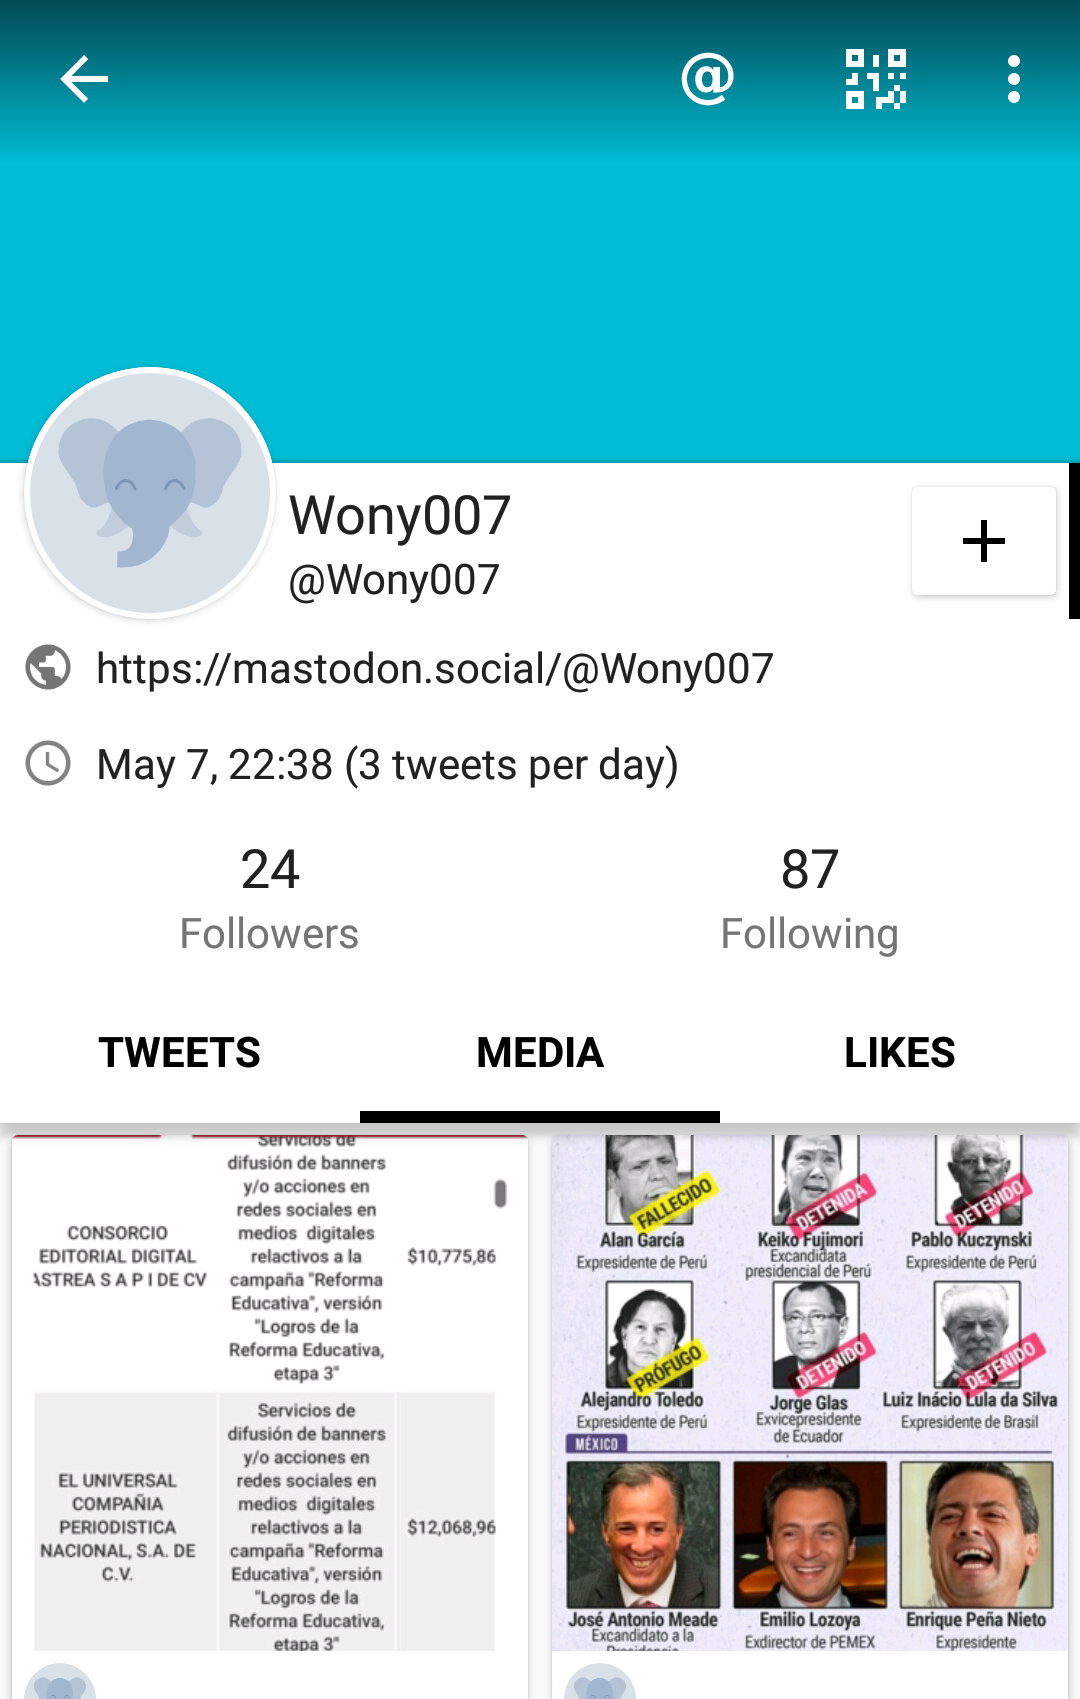 @
Wony007
@Wony007
https://mastodon.social/@Wony007
May 7, 22:38 (3 tweets per day)
24
Followers
87
Following
TWEETS
MEDIA
LIKES
CONSORCIO
EDITORIAL DIGITAL
ASTREA S A P I DE CV
Servicios de
difusión de banners
y/o acciones en
redes sociales en
medios digitales
relactivos a la
campaña "Reforma
Educativa", versión
"Logros de la
Reforma Educativa,
etapa 3"
$10,775,86
EL UNIVERSAL
COMPAÑIA
PERIODISTICA
NACIONAL, S.A. DE
C.V.
Servicios de
difusión de banners
y/o acciones en
redes sociales en
medios digitales
relactivos a la
campaña "Reforma
Educativa", versión
"Logros de la
Reforma Educativa,
etapa 3"
$12,068,96
FALLECIDO
Alan García
Expresidente de Perú
DETENIDA
Keiko Fujimori
Excandidata
presidencial de Perú
DETENIDO
Pablo Kuczynski
Expresidente de Perú
PRÓFUGO
Alejandro Toledo
Expresidente de Perú
DETENIDO
Jorge Glas
Exvicepresidente
de Ecuador
DETENIDO
Luiz Inácio Lula da Silva
Expresidente de Brasil
MÉXICO
José Antonio Meade
Excandidato a la
Presidencia
Emilio Lozoya
Exdirector de PEMEX
Enrique Peña Nieto
Expresidente